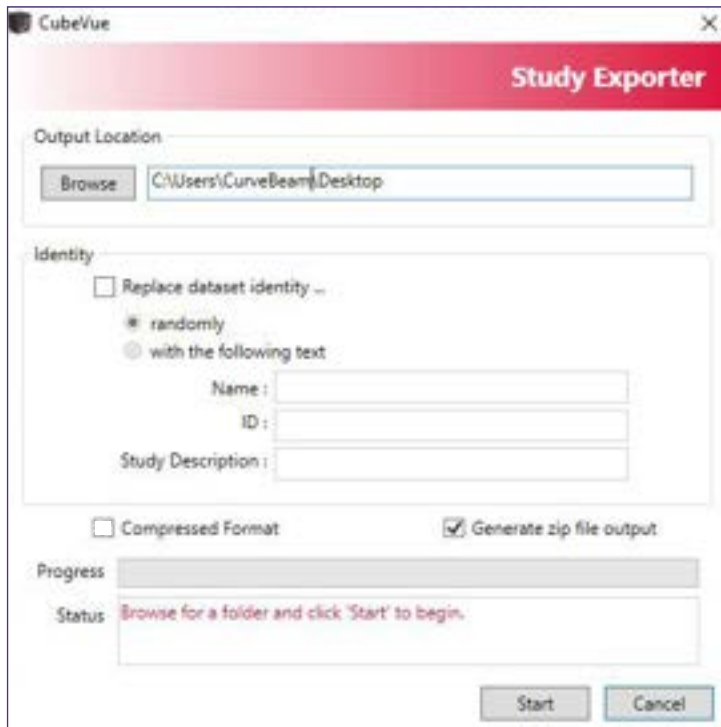 CubeVue
Study Exporter
Output Location
Browse C:\Users\CurveBeam\Desktop
Identity
Replace dataset identity ...
randomly
with the following text
Name :
ID :
Study Description :
Compressed Format Generate zip file output
Progress
Status Browse for a folder and click 'Start' to begin.
Start Cancel